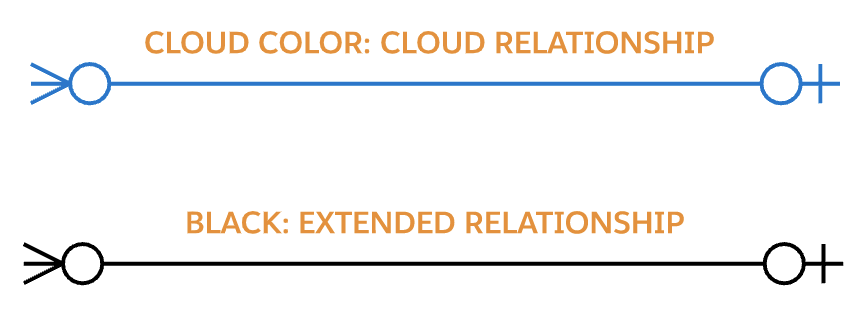 CLOUD COLOR: CLOUD RELATIONSHIP
BLACK: EXTENDED RELATIONSHIP